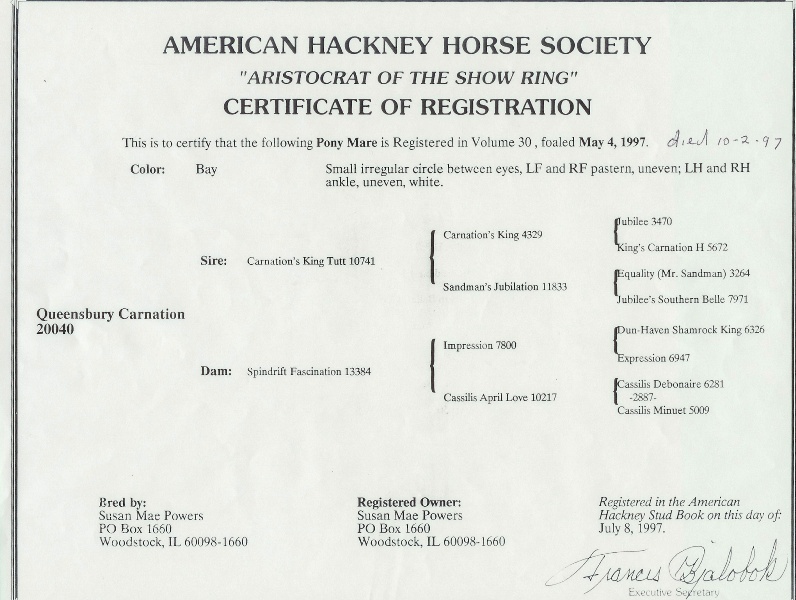 AMERICAN HACKNEY HORSE SOCIETY
"ARISTOCRAT OF THE SHOW RING"
CERTIFICATE OF REGISTRATION
This is to certify that the following Pony Mare is Registered in Volume 30 , foaled May 4, 1997. died 10-2-97
Color: Bay Small irregular circle between eyes, LF and RF pastern, uneven; LH and RH
ankle, uneven, white.
Jubilee 3470
Carnation's King 4329
King's Carnation H 5672
Sire: Carnation's King Tutt 10741
Equality (Mr. Sandman) 3264
Sandman's Jubilation 11833
Jubilee's Southern Belle 7971
Queensbury Carnation
20040
Dun-Haven Shamrock King 6326
Impression 7800
Expression 6947
Dam: Spindrift Fascination 13384
Cassilis Debonaire 6281
-2887-
Cassilis April Love 10217
Cassilis Minuet 5009
Bred by:
Susan Mae Powers
PO Box 1660
Woodstock, IL 60098-1660
Registered Owner:
Susan Mae Powers
PO Box 1660
Woodstock, IL 60098-1660
Registered in the American
Hackney Stud Book on this day of:
July 8, 1997.
Francis Bjalobok
Executive Secretary